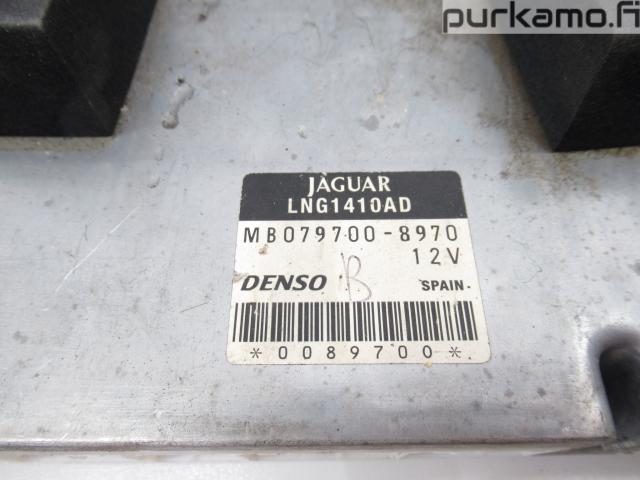 purkamo.fi
JAGUAR
LNG1410AD
MB079700-8970
12V
DENSO B SPAIN.
*0089700*